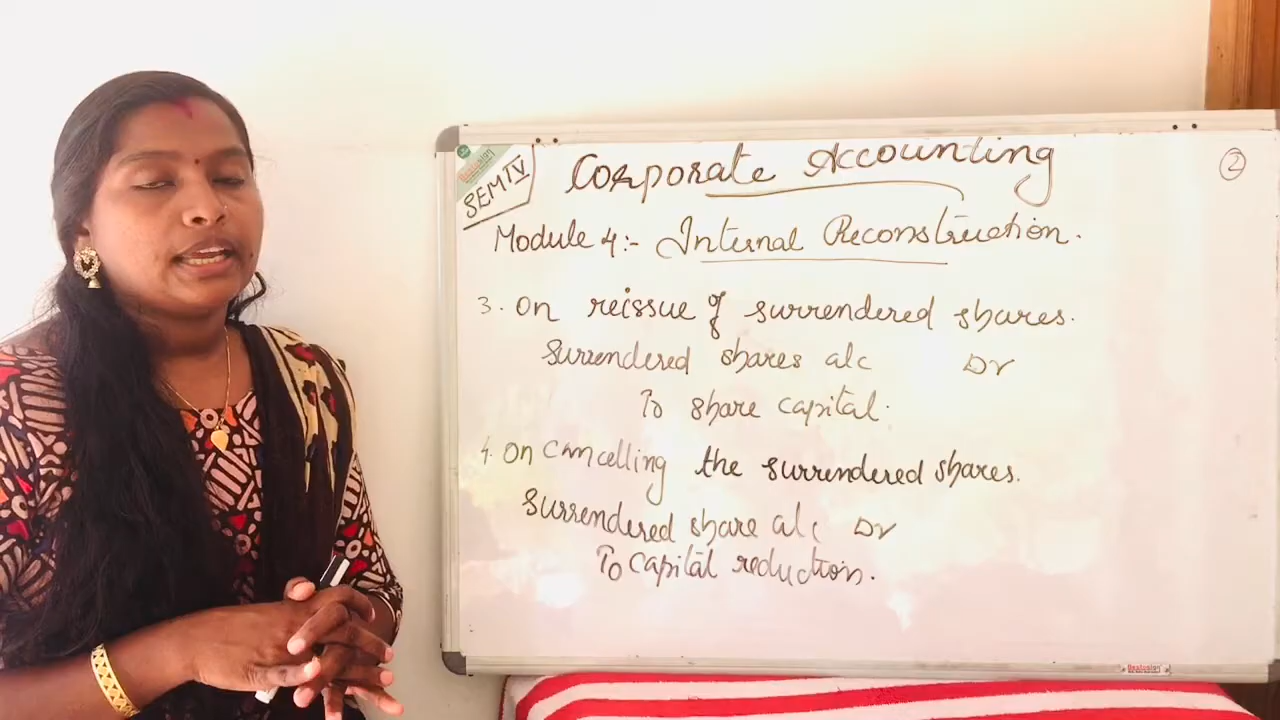 SEM IV
Corporate Accounting
2
Module 4:- Internal Reconstruction.
3. On reissue of surrendered shares.
Surrendered shares a/c Dr
To share capital.
4. On cancelling the surrendered shares.
Surrendered share a/c Dr
To Capital reduction.